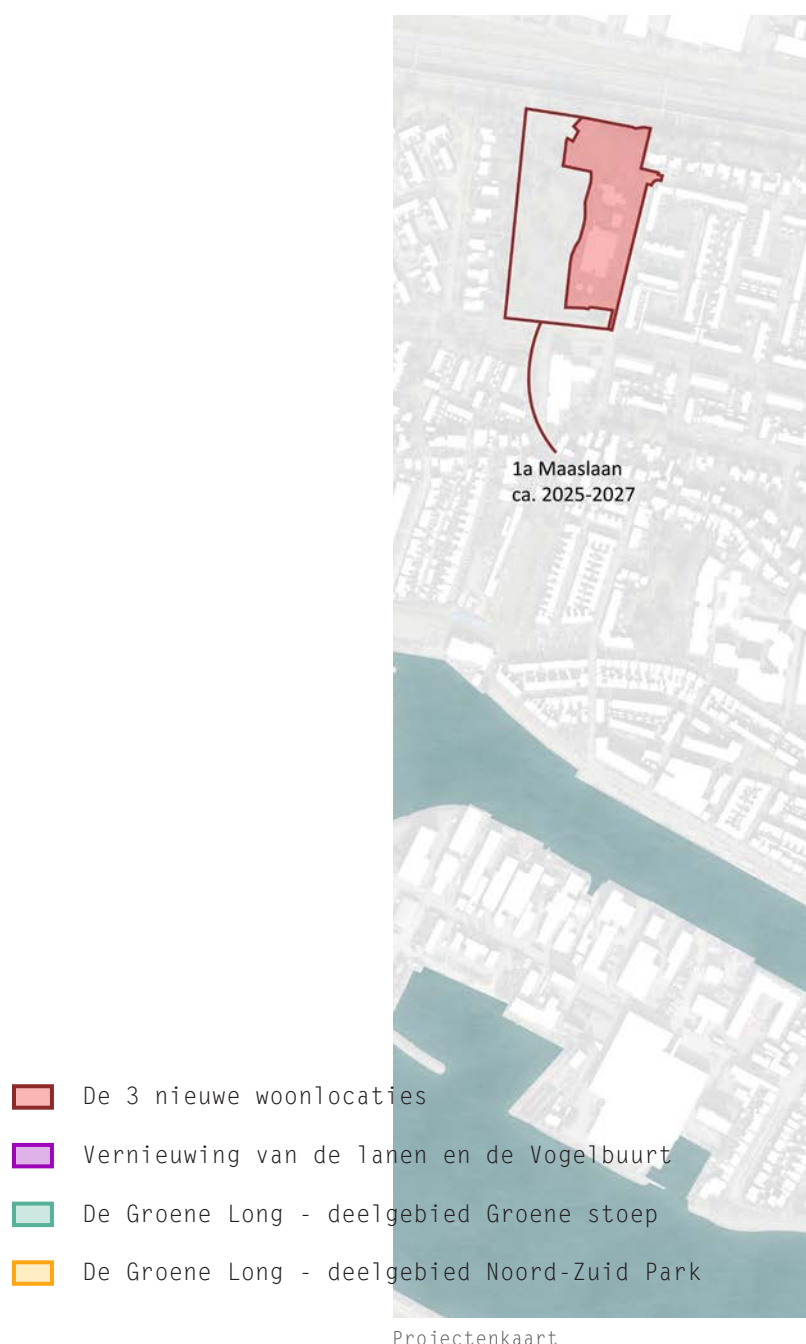 1a Maaslaan
ca. 2025-2027
De 3 nieuwe woonlocaties
Vernieuwing van de lanen en de Vogelbuurt
De Groene Long - deelgebied Groene stoep
De Groene Long - deelgebied Noord-Zuid Park
Projectenkaart